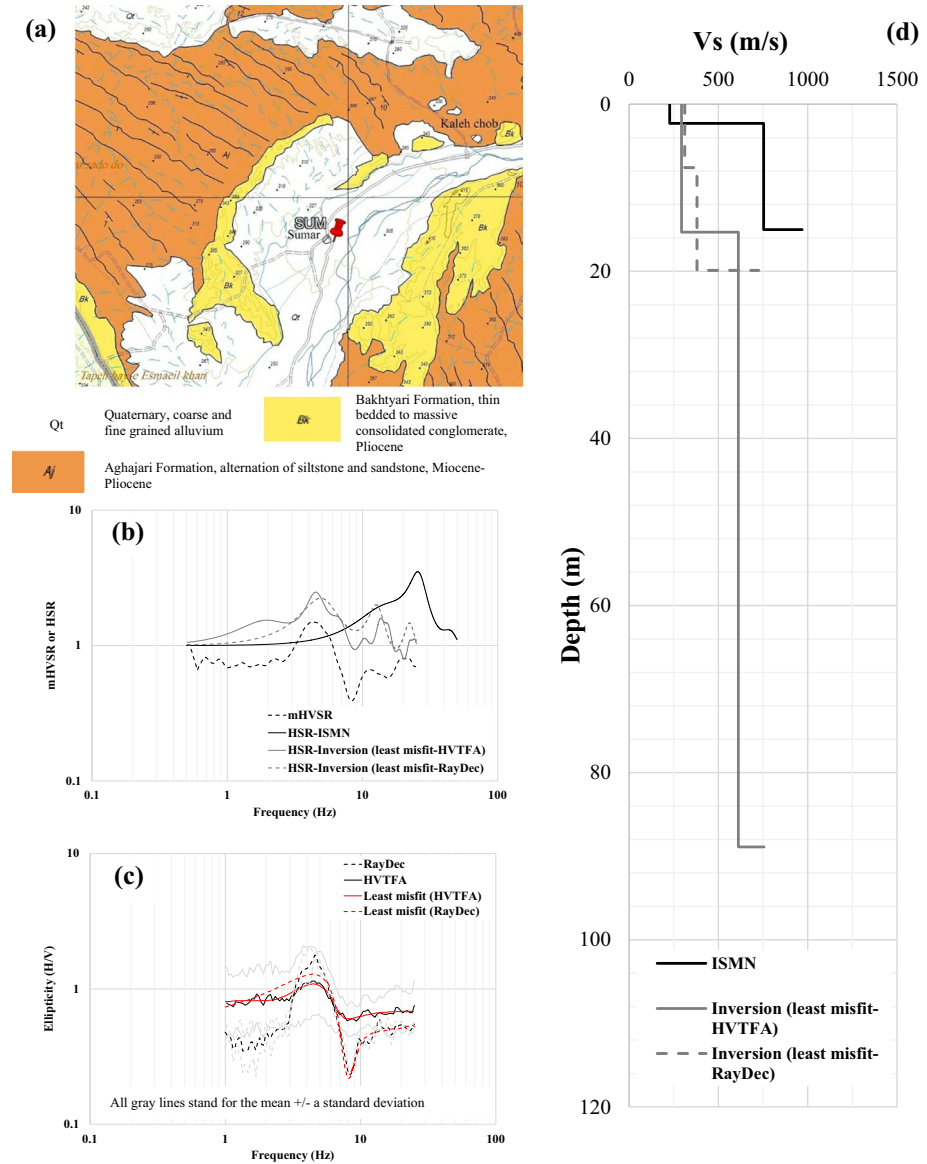 (a)
Qt
Kaleh chob
Bk
Aj
SUM
Sumar
Bk
Bk
Bk
Qt
Tapeh haye Esmaeil khan
Qt
Quaternary, coarse and
fine grained alluvium
Bk
Bakhtyari Formation, thin
bedded to massive
consolidated conglomerate,
Pliocene
Aj
Aghajari Formation, alternation of siltstone and sandstone, Miocene-
Pliocene
(b)
10
1
0.1
mHVSR or HSR
mHVSR
HSR-ISMN
HSR-Inversion (least misfit-HVTFA)
HSR-Inversion (least misfit-RayDec)
0.1
1
10
100
Frequency (Hz)
(c)
10
1
0.1
Ellipticity (H/V)
RayDec
HVTFA
Least misfit (HVTFA)
Least misfit (RayDec)
All gray lines stand for the mean +/- a standard deviation
0.1
1
10
100
Frequency (Hz)
Vs (m/s)
(d)
0
500
1000
1500
0
20
40
60
80
100
120
Depth (m)
ISMN
Inversion (least misfit-
HVTFA)
Inversion (least misfit-
RayDec)